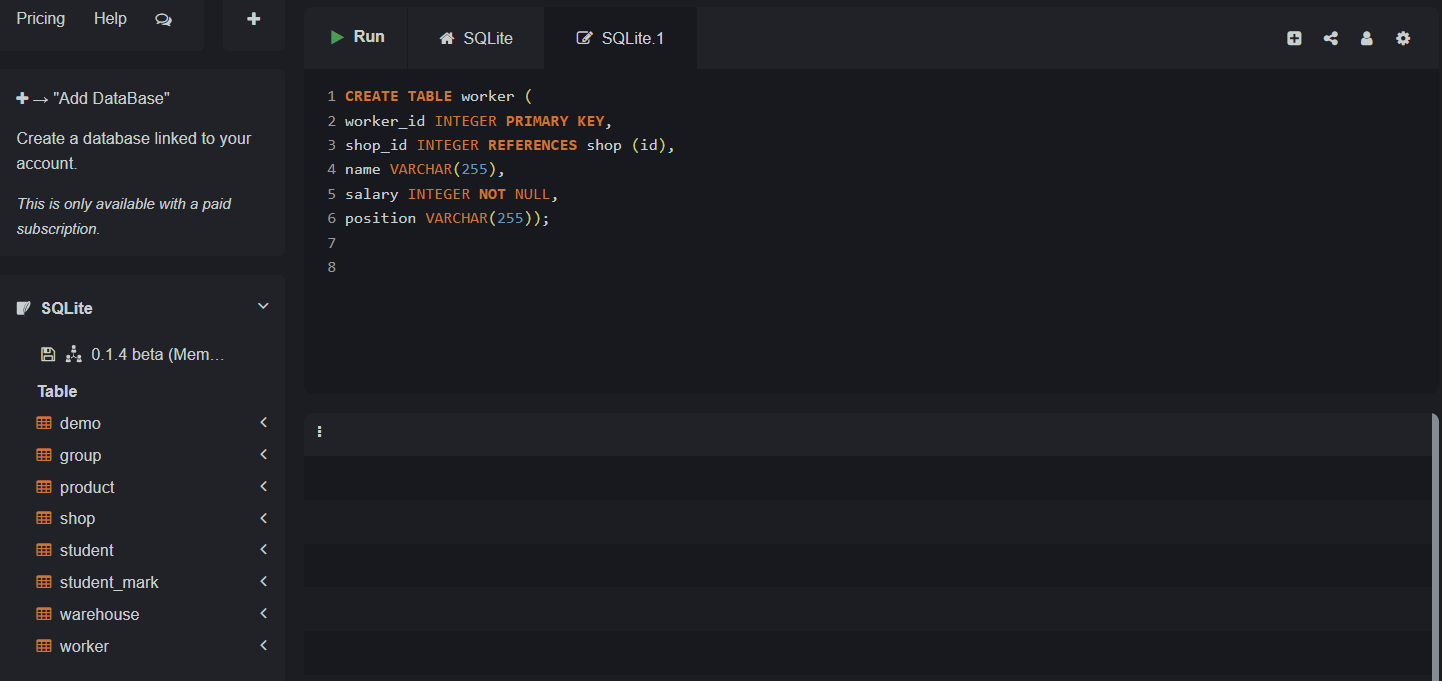 Pricing Help
Run SQLite SQLite.1
→ "Add DataBase"
Create a database linked to your
account.
This is only available with a paid
subscription.
SQLite
0.1.4 beta (Mem…
Table
demo
group
product
shop
student
student_mark
warehouse
worker
1 CREATE TABLE worker (
2 worker_id INTEGER PRIMARY KEY,
3 shop_id INTEGER REFERENCES shop (id),
4 name VARCHAR(255),
5 salary INTEGER NOT NULL,
6 position VARCHAR(255));
7
8